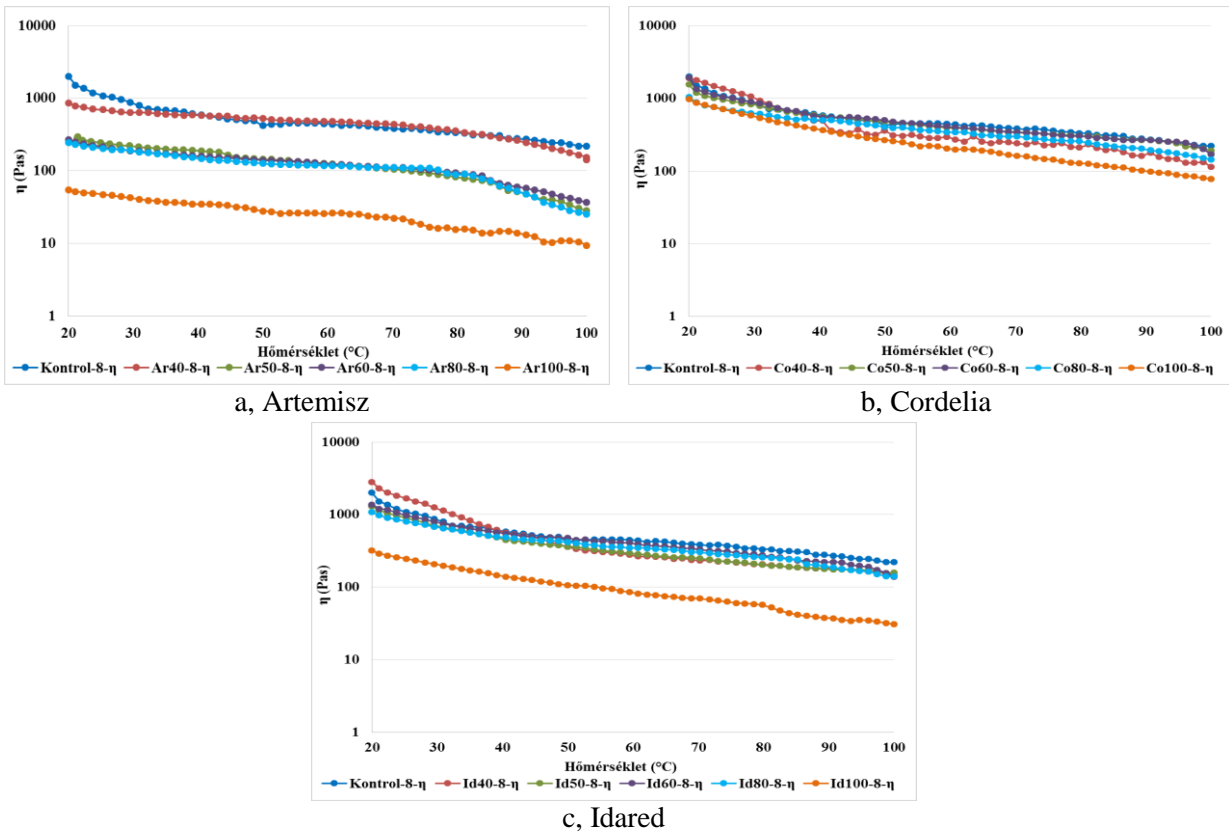 10000
1000
100
10
1
η (Pas)
20 30 40 50 60 70 80 90 100
Hőmérséklet (°C)
Kontrol-8-η Ar40-8-η Ar50-8-η Ar60-8-η Ar80-8-η Ar100-8-η
a, Artemisz
10000
1000
100
10
1
η (Pas)
20 30 40 50 60 70 80 90 100
Hőmérséklet (°C)
Kontrol-8-η Co40-8-η Co50-8-η Co60-8-η Co80-8-η Co100-8-η
b, Cordelia
10000
1000
100
10
1
η (Pas)
20 30 40 50 60 70 80 90 100
Hőmérséklet (°C)
Kontrol-8-η Id40-8-η Id50-8-η Id60-8-η Id80-8-η Id100-8-η
c, Idared